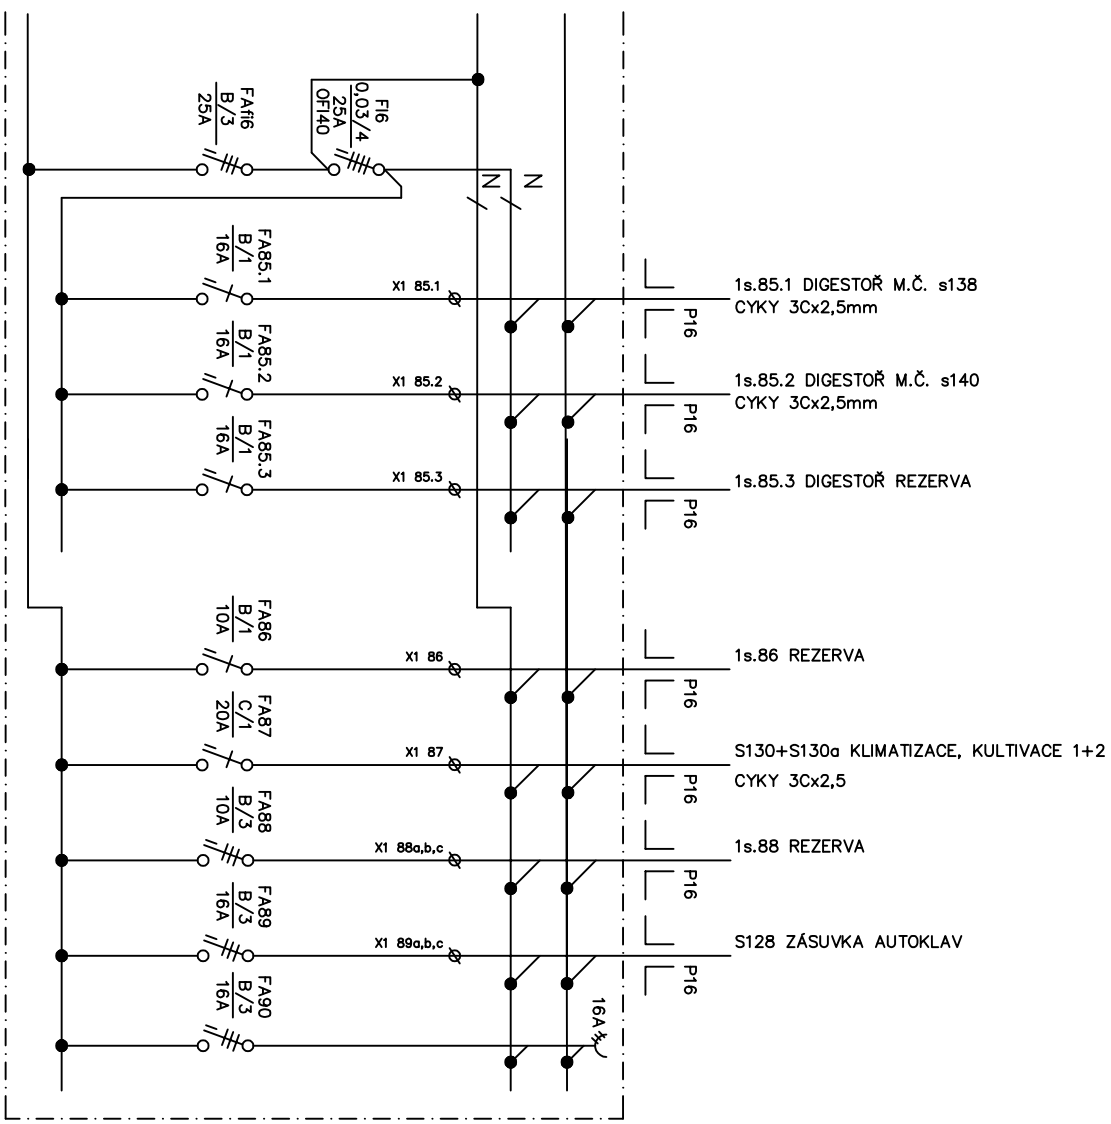 FAfi6
B/3
25A
FI6
0,03/4
25A
OFI40
N
N
FA85.1
B/1
16A
X1 85.1
P16
1s.85.1 DIGESTOŘ M.Č. s138
CYKY 3Cx2,5mm
FA85.2
B/1
16A
X1 85.2
P16
1s.85.2 DIGESTOŘ M.Č. s140
CYKY 3Cx2,5mm
FA85.3
B/1
16A
X1 85.3
P16
1s.85.3 DIGESTOŘ REZERVA
FA86
B/1
10A
X1 86
P16
1s.86 REZERVA
FA87
C/1
20A
X1 87
P16
S130+S130a KLIMATIZACE, KULTIVACE 1+2
CYKY 3Cx2,5
FA88
B/3
10A
X1 88a,b,c
P16
1s.88 REZERVA
FA89
B/3
16A
X1 89a,b,c
P16
S128 ZÁSUVKA AUTOKLAV
FA90
B/3
16A
16A